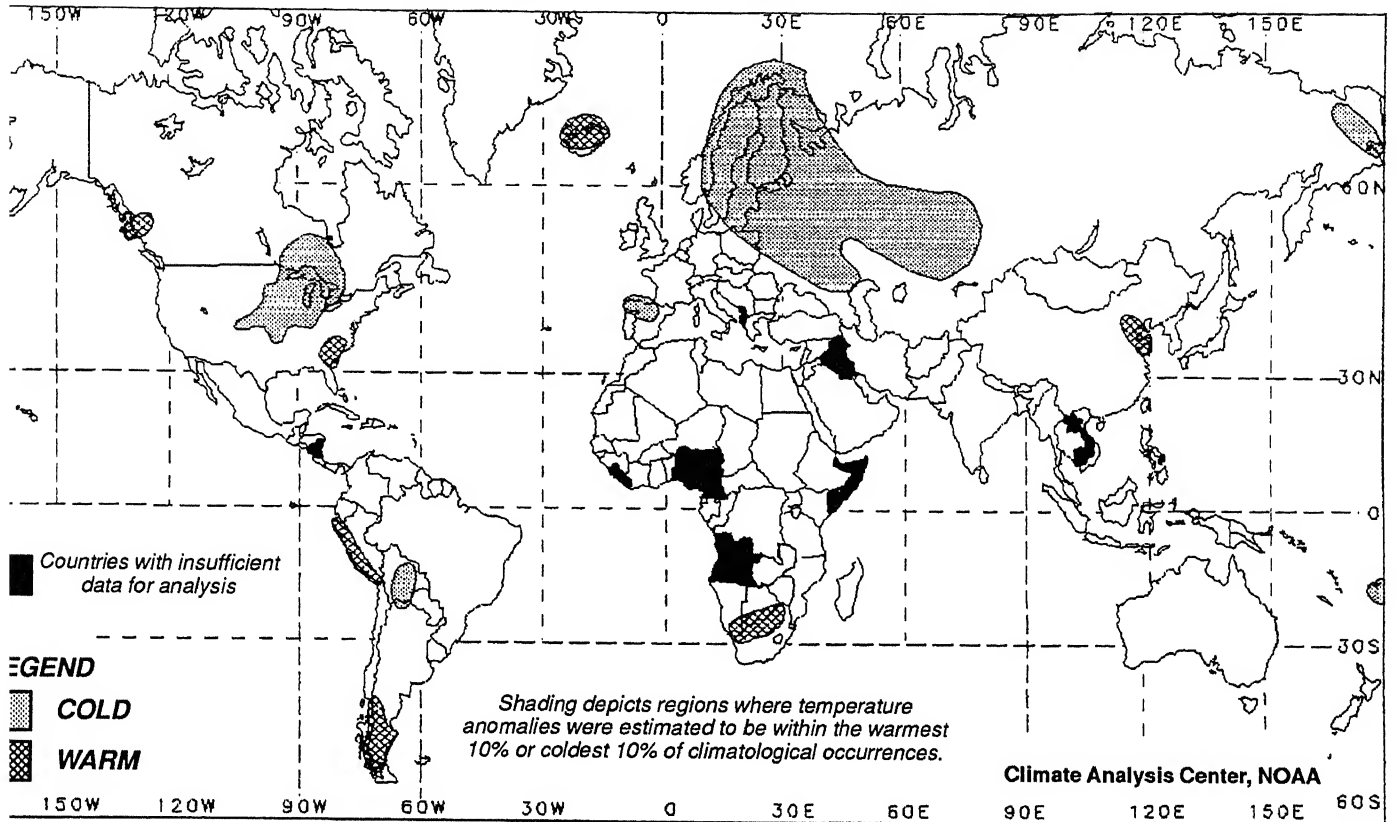 150W 120W 90W 60W 30W 0 30E 60E 90E 120E 150E
60N
30N
0
Countries with insufficient
data for analysis
30S
EGEND
COLD
WARM
Shading depicts regions where temperature
anomalies were estimated to be within the warmest
10% or coldest 10% of climatological occurrences.
Climate Analysis Center, NOAA
60S
150W 120W 90W 60W 30W 0 30E 60E 90E 120E 150E